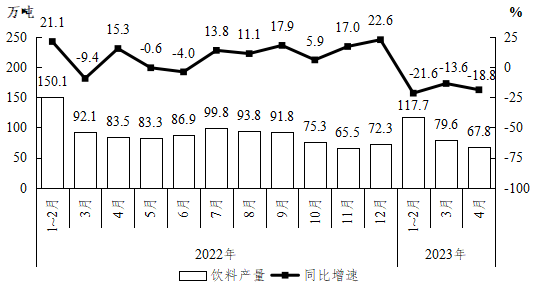 万吨 %
21.1 -9.4 15.3 -0.6 -4.0 13.8 11.1 17.9 5.9 17.0 22.6 -21.6 -13.6 -18.8
250 200 150 100 50 0
25 0 -25 -50 -75 -100
150.1 92.1 83.5 83.3 86.9 99.8 93.8 91.8 75.3 65.5 72.3 117.7 79.6 67.8
1~2月 3月 4月 5月 6月 7月 8月 9月 10月 11月 12月 1~2月 3月 4月
2022年 2023年
饮料产量 同比增速